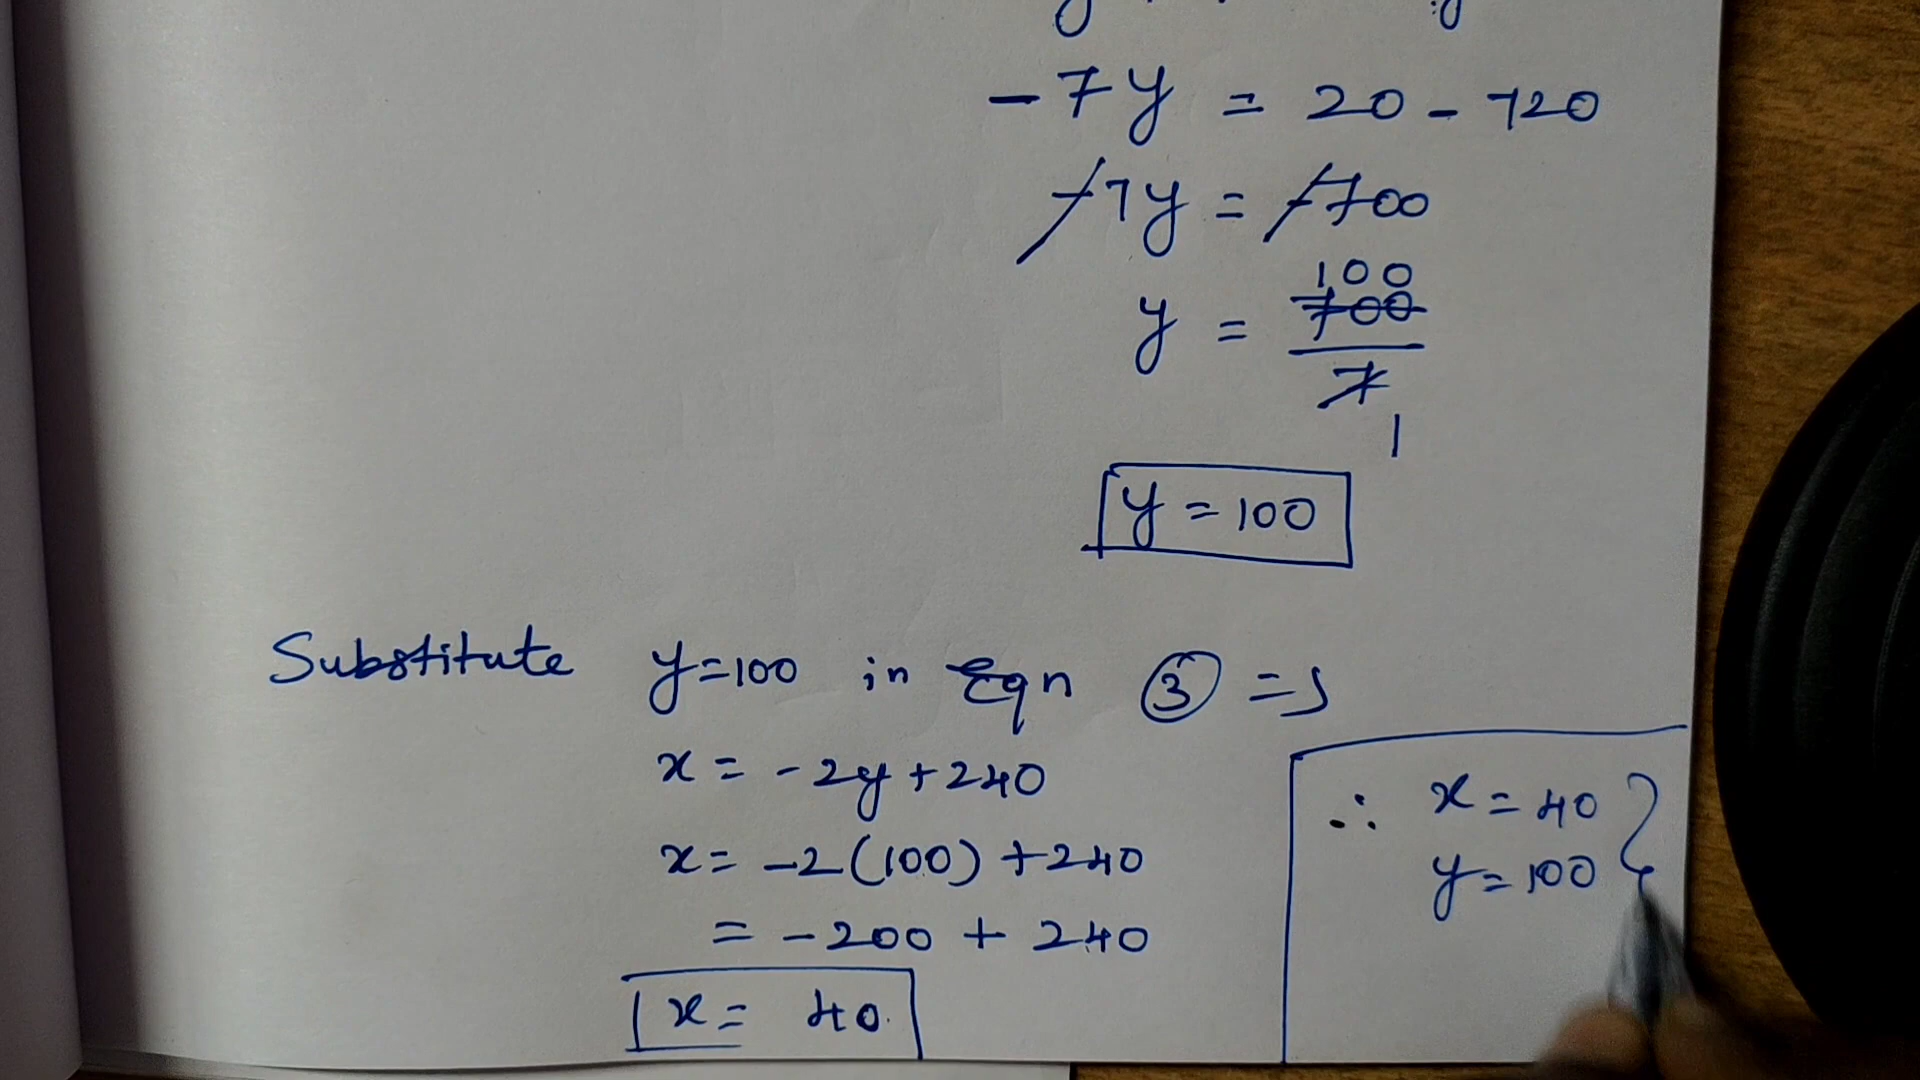 -7y = 20 - 720
-7y = -700
100
y = 700
7
1
y = 100
Substitute y=100 in Eqn ③ =>
x = -2y + 240
x = -2(100) + 240
= -200 + 240
x = 40
∴ x = 40
y = 100